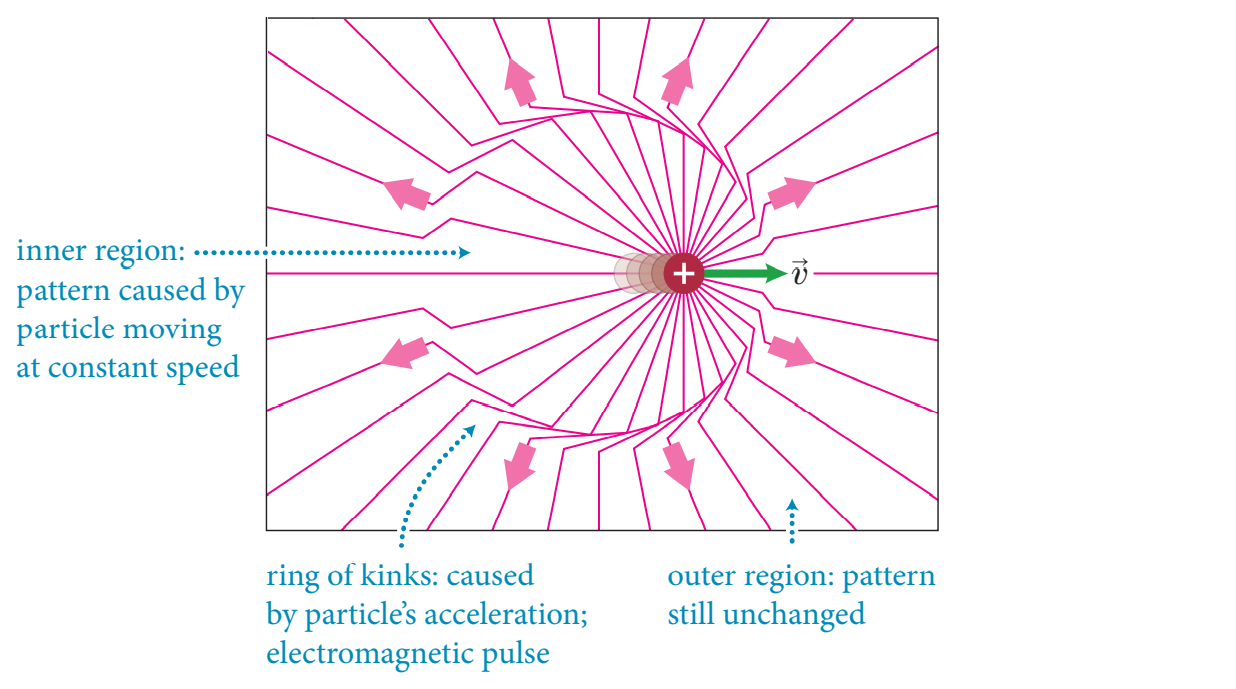 inner region:
pattern caused by
particle moving
at constant speed
+
v⃗
ring of kinks: caused
by particle’s acceleration;
electromagnetic pulse
outer region: pattern
still unchanged